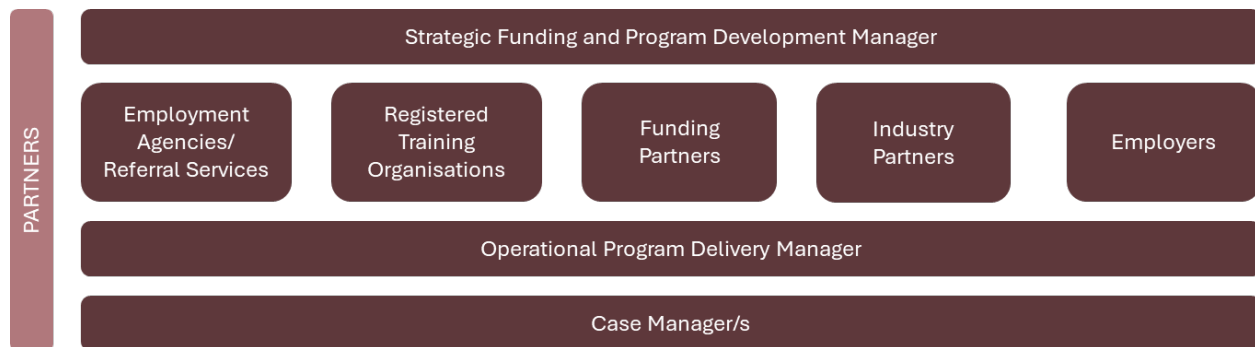 PARTNERS
Strategic Funding and Program Development Manager
Employment
Agencies/
Referral Services
Registered
Training
Organisations
Funding
Partners
Industry
Partners
Employers
Operational Program Delivery Manager
Case Manager/s